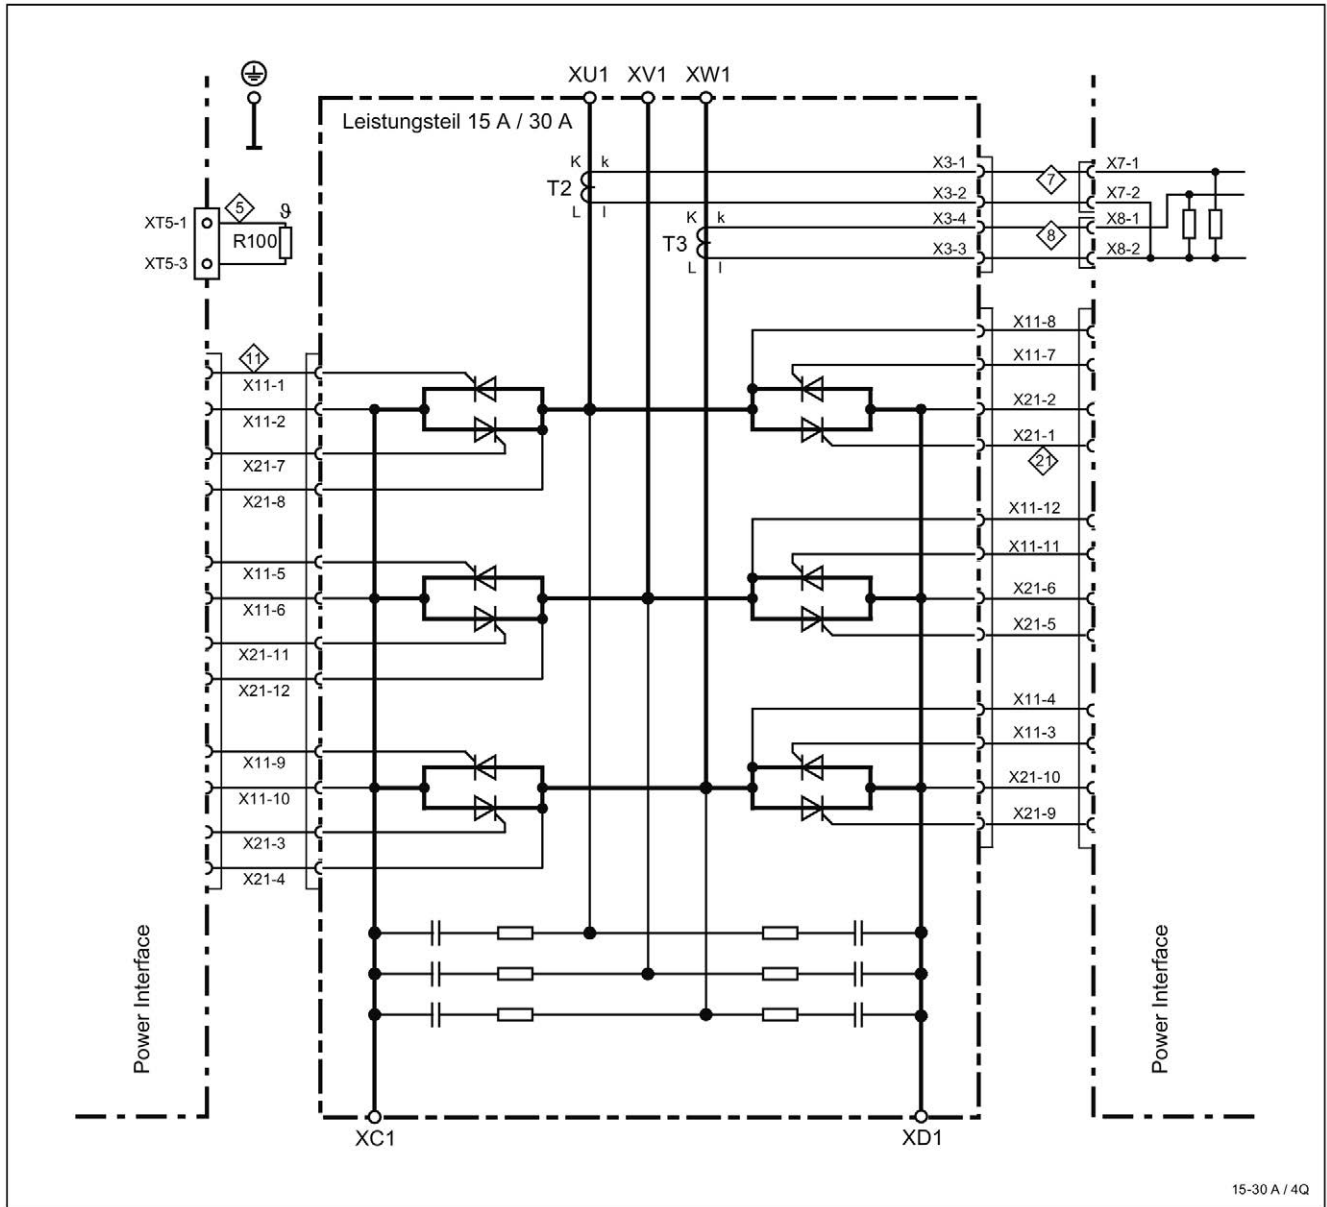 XU1 XV1 XW1
Leistungsteil 15 A / 30 A
K k
T2
L l
X3-1
7
X7-1
X3-2
X7-2
K k
T3
L l
X3-4
8
X8-1
X3-3
X8-2
5
ϑ
XT5-1
R100
XT5-3
11
X11-1
X11-2
X21-7
X21-8
X11-5
X11-6
X21-11
X21-12
X11-9
X11-10
X21-3
X21-4
X11-8
X11-7
X21-2
X21-1
21
X11-12
X11-11
X21-6
X21-5
X11-4
X11-3
X21-10
X21-9
Power Interface
Power Interface
XC1
XD1
15-30 A / 4Q